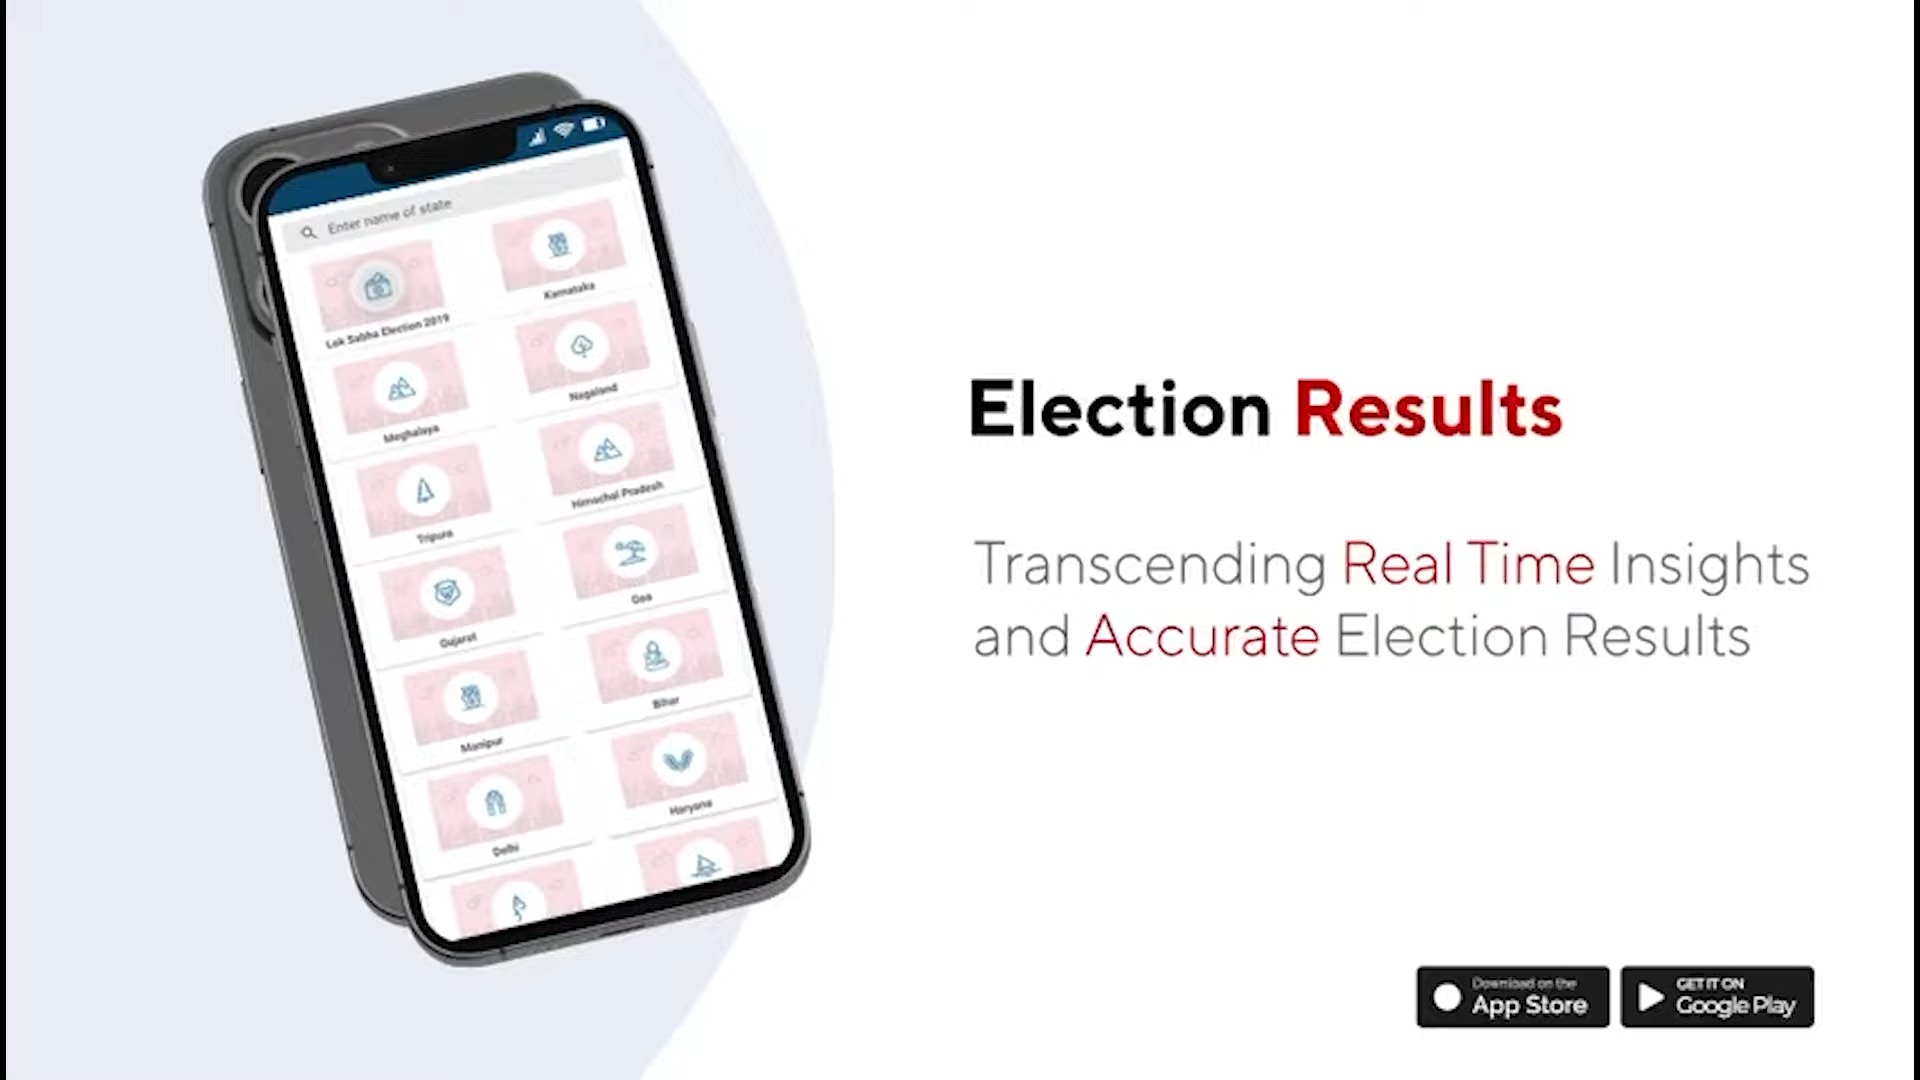 Enter name of state
Lok Sabha Election 2019
Karnataka
Meghalaya
Nagaland
Tripura
Himachal Pradesh
Gujarat
Goa
Manipur
Bihar
Delhi
Haryana
Election Results
Transcending Real Time Insights
and Accurate Election Results
Download on the
App Store
GET IT ON
Google Play